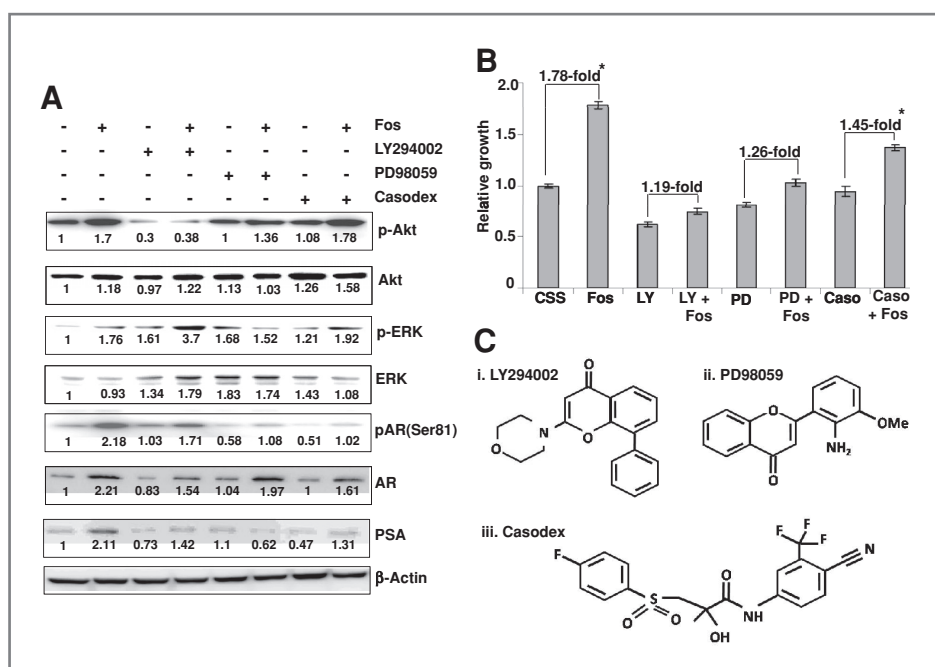 A
- + - + - + - + Fos
- - + + - - - - LY294002
- - - - + + - - PD98059
- - - - - - + + Casodex
1 1.7 0.3 0.38 1 1.36 1.08 1.78 p-Akt
1 1.18 0.97 1.22 1.13 1.03 1.26 1.58 Akt
1 1.76 1.61 3.7 1.68 1.52 1.21 1.92 p-ERK
1 0.93 1.34 1.79 1.83 1.74 1.43 1.08 ERK
1 2.18 1.03 1.71 0.58 1.08 0.51 1.02 pAR(Ser81)
1 2.21 0.83 1.54 1.04 1.97 1 1.61 AR
1 2.11 0.73 1.42 1.1 0.62 0.47 1.31 PSA
β-Actin
B
Relative growth
2.0
1.5
1.0
0.5
0
1.78-fold *
1.19-fold
1.26-fold
1.45-fold *
CSS Fos LY LY + PD PD + Caso Caso
Fos Fos + Fos
C
i. LY294002
O
N
O
O
ii. PD98059
O
OMe
NH₂
O
iii. Casodex
F
F
F
F
N
O
S
O O
NH
OH